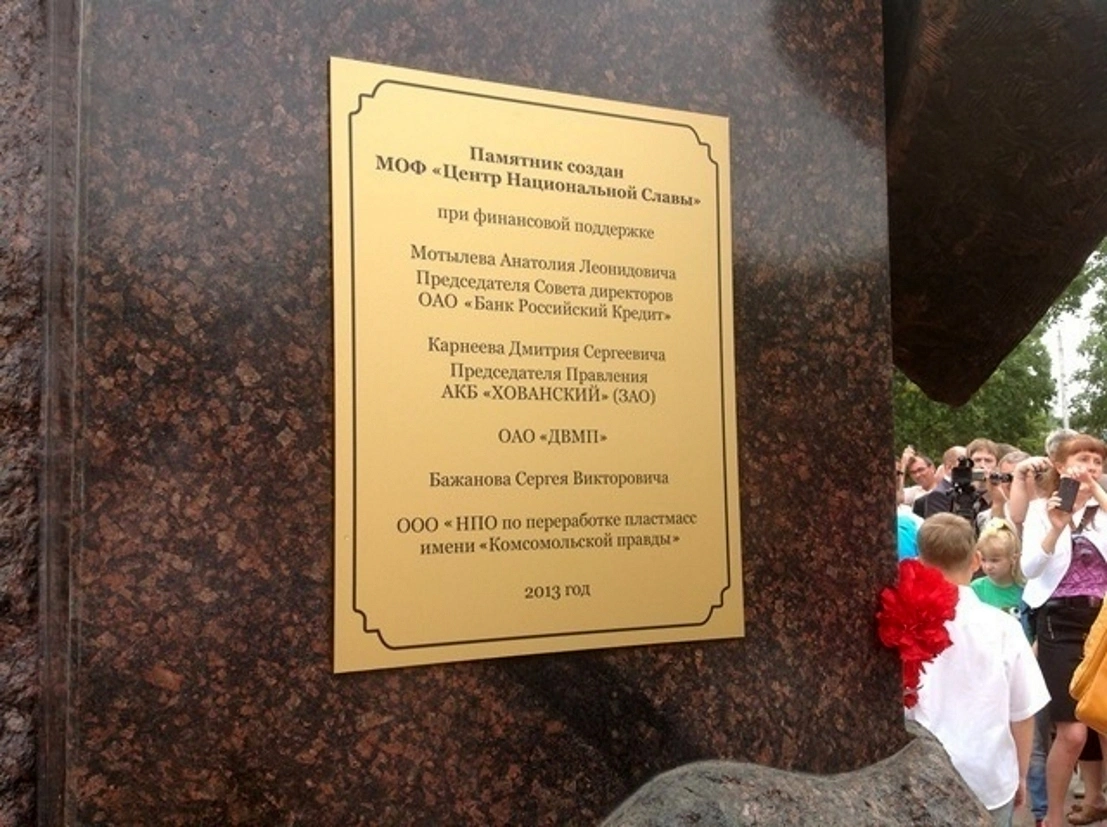 Памятник создан
МОФ «Центр Национальной Славы»
при финансовой поддержке
Мотылева Анатолия Леонидовича
Председателя Совета директоров
ОАО «Банк Российский Кредит»
Карнеева Дмитрия Сергеевича
Председателя Правления
АКБ «ХОВАНСКИЙ» (ЗАО)
ОАО «ДВМП»
Бажанова Сергея Викторовича
ООО «НПО по переработке пластмасс
имени «Комсомольской правды»
2013 год